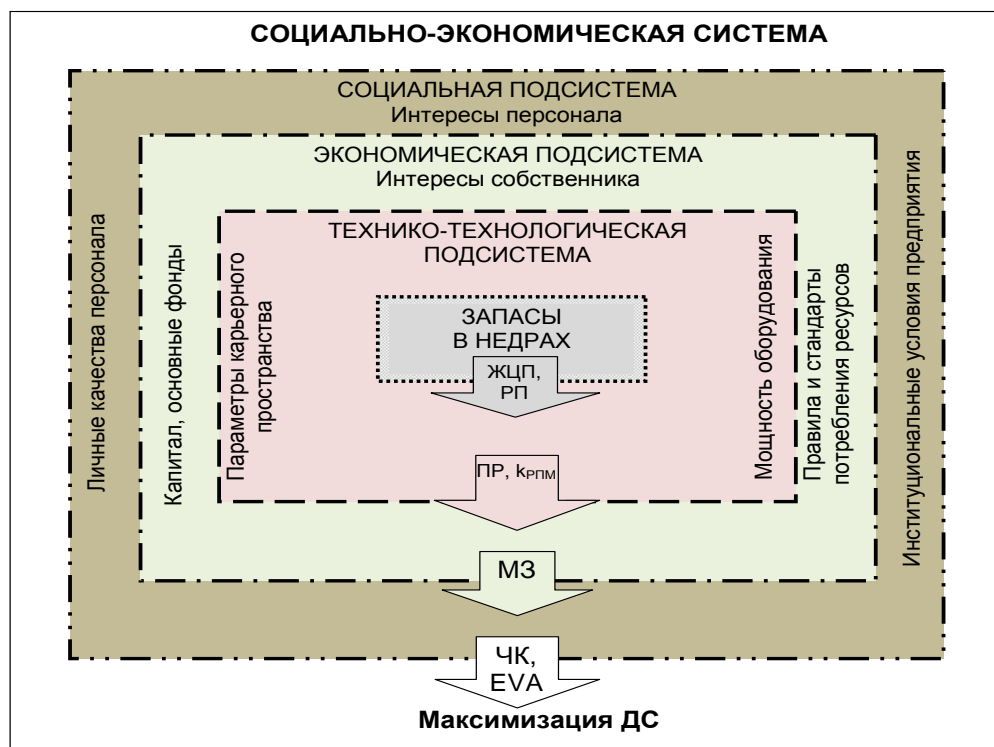 СОЦИАЛЬНО-ЭКОНОМИЧЕСКАЯ СИСТЕМА
СОЦИАЛЬНАЯ ПОДСИСТЕМА
Интересы персонала
ЭКОНОМИЧЕСКАЯ ПОДСИСТЕМА
Интересы собственника
ТЕХНИКО-ТЕХНОЛОГИЧЕСКАЯ
ПОДСИСТЕМА
Личные качества персонала
Капитал, основные фонды
Параметры карьерного
пространства
ЗАПАСЫ
В НЕДРАХ
ЖЦП,
РП
Мощность оборудования
Правила и стандарты
потребления ресурсов
Институциональные условия предприятия
ПР, kРПМ
МЗ
ЧК,
EVA
Максимизация ДС